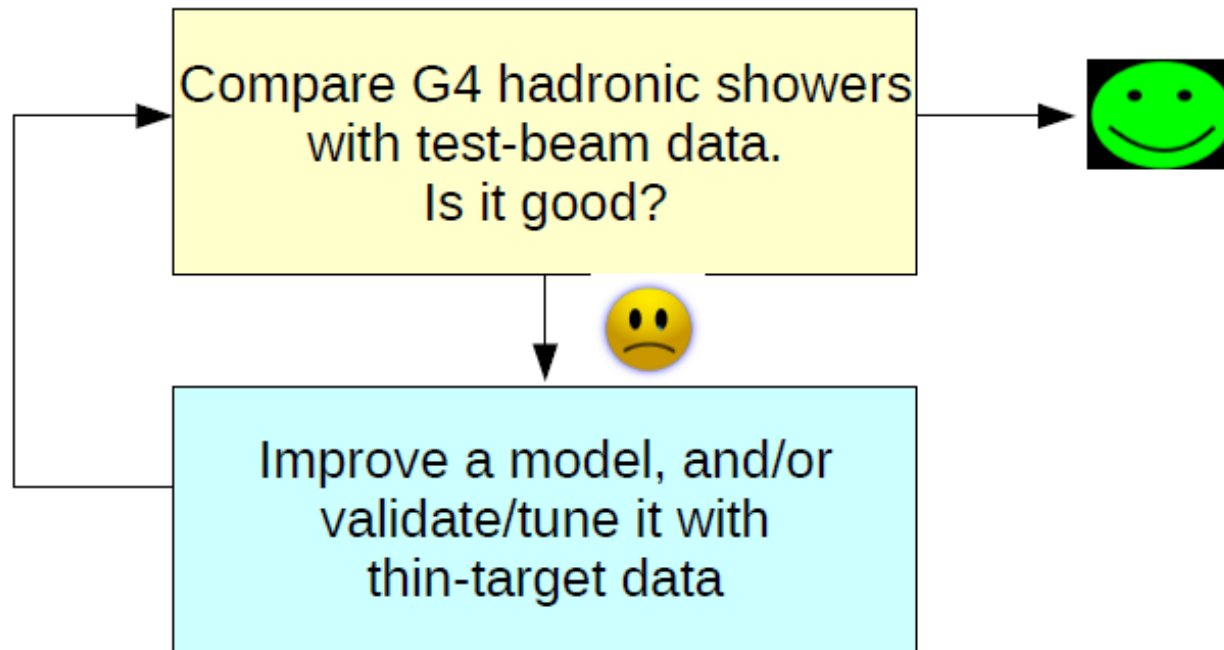 Compare G4 hadronic showers
with test-beam data.
Is it good?
Improve a model, and/or
validate/tune it with
thin-target data